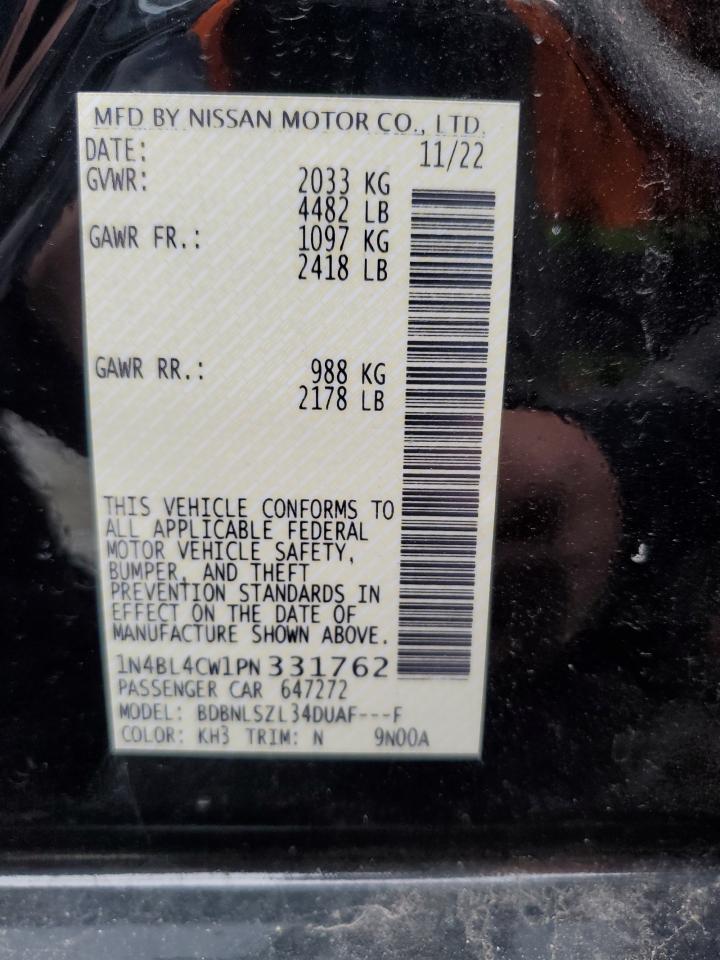 MFD BY NISSAN MOTOR CO., LTD.
DATE: 11/22
GVWR: 2033 KG
4482 LB
GAWR FR.: 1097 KG
2418 LB
GAWR RR.: 988 KG
2178 LB
THIS VEHICLE CONFORMS TO
ALL APPLICABLE FEDERAL
MOTOR VEHICLE SAFETY,
BUMPER, AND THEFT
PREVENTION STANDARDS IN
EFFECT ON THE DATE OF
MANUFACTURE SHOWN ABOVE.
1N4BL4CW1PN331762
PASSENGER CAR 647272
MODEL: BDBNLSZL34DUAF---F
COLOR: KH3 TRIM: N 9N00A